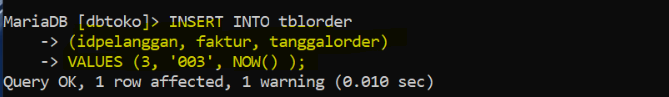 MariaDB [dbtoko]> INSERT INTO tblorder
    -> (idpelanggan, faktur, tanggalorder)
    -> VALUES (3, '003', NOW() );
Query OK, 1 row affected, 1 warning (0.010 sec)